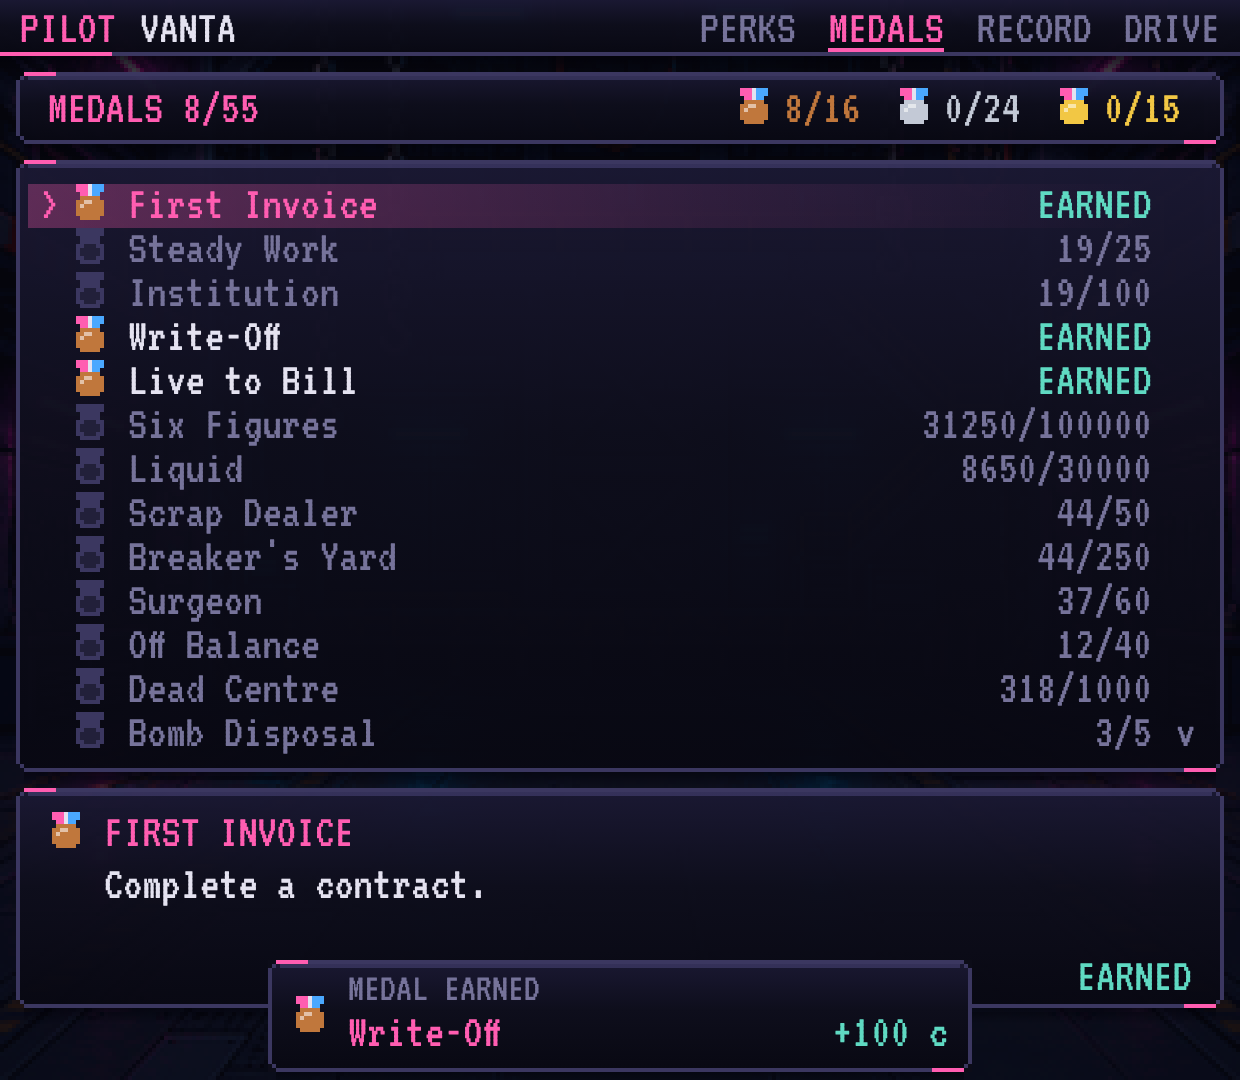 PILOT VANTA PERKS MEDALS RECORD DRIVE
MEDALS 8/55 8/16 0/24 0/15
> First Invoice EARNED
Steady Work 19/25
Institution 19/100
Write-Off EARNED
Live to Bill EARNED
Six Figures 31250/100000
Liquid 8650/30000
Scrap Dealer 44/50
Breaker's Yard 44/250
Surgeon 37/60
Off Balance 12/40
Dead Centre 318/1000
Bomb Disposal 3/5 v
FIRST INVOICE
Complete a contract.
EARNED
MEDAL EARNED
Write-Off +100 c